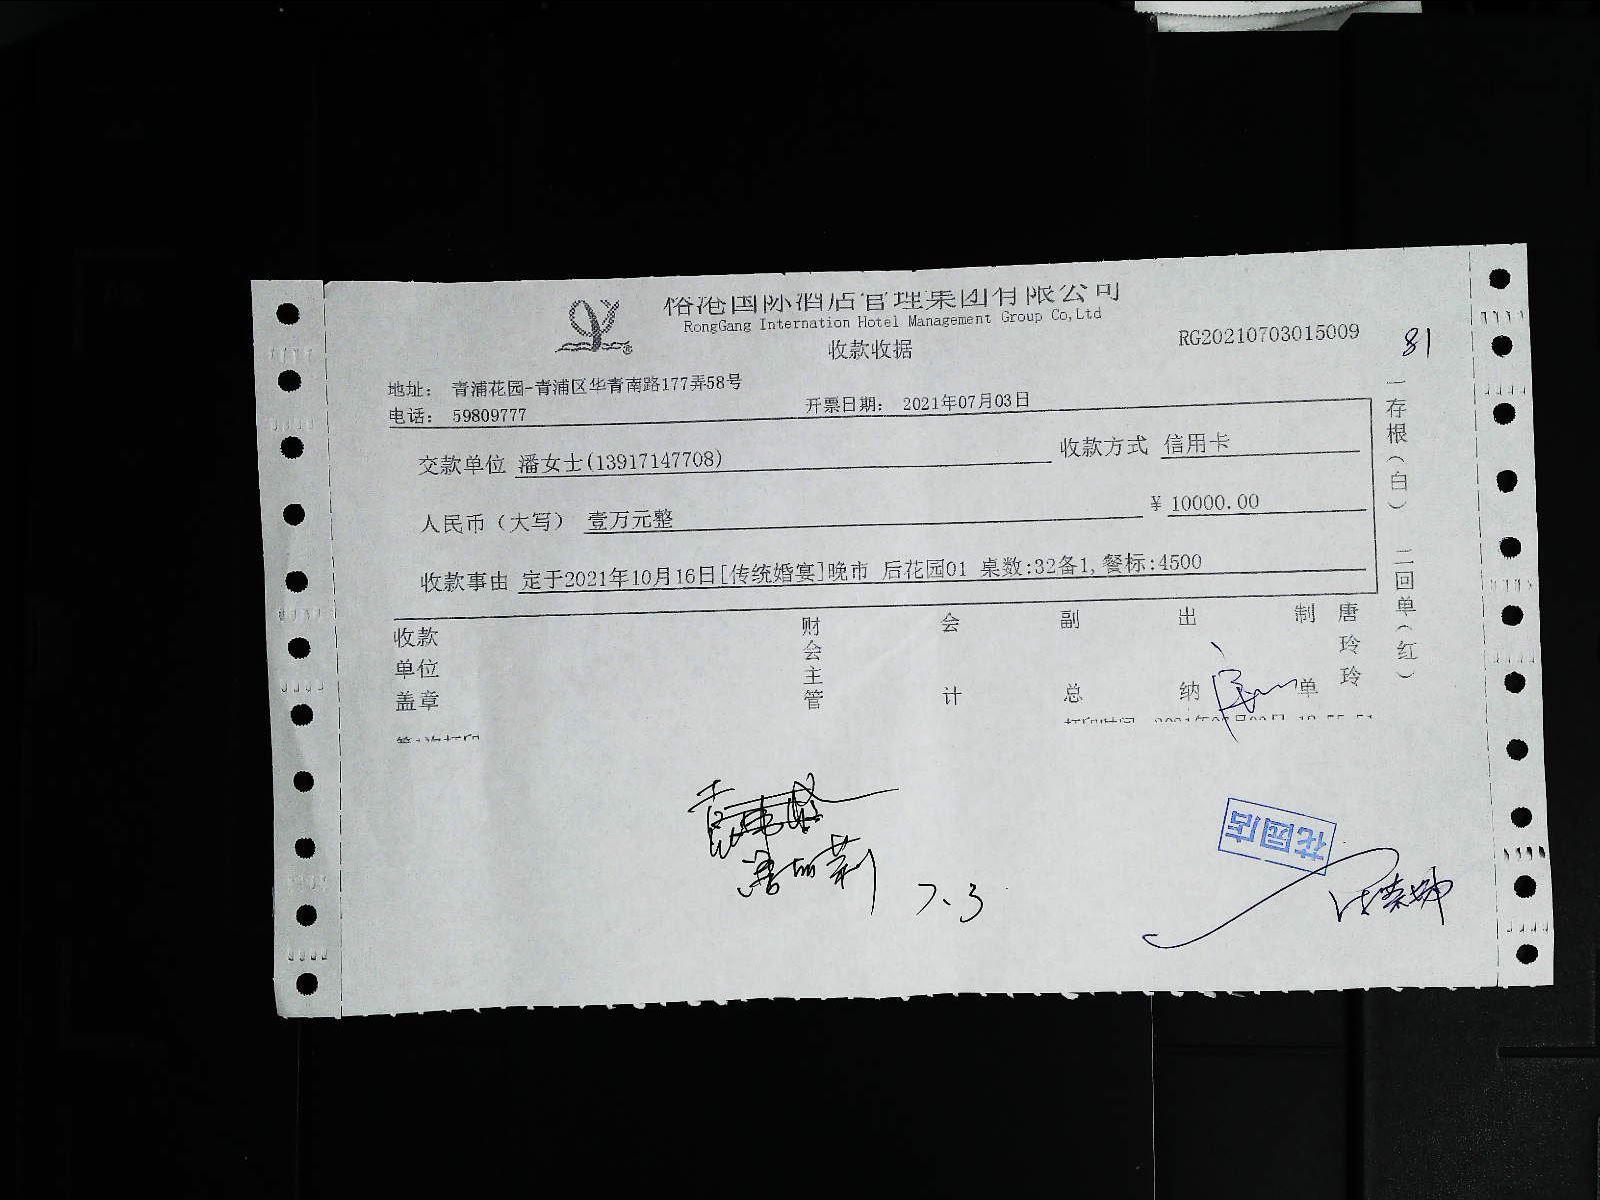 俗沧国际酒店管理集团有限公司
RongGang Internation Hotel Management Group Co,Ltd
收款收据
RG20210703015009
81
地址： 青浦花园-青浦区华青南路177弄58号
电话： 59809777
开票日期： 2021年07月03日
交款单位 潘女士(13917147708)
收款方式 信用卡
人民币（大写） 壹万元整
¥ 10000.00
收款事由 定于2021年10月16日[传统婚宴]晚市 后花园01 桌数:32备1,餐标:4500
一存根（白） 二回单（红）
收款单位盖章
财会主管
会计
副总
出纳
制单
唐玲玲
第1次打印
7.3
花园店